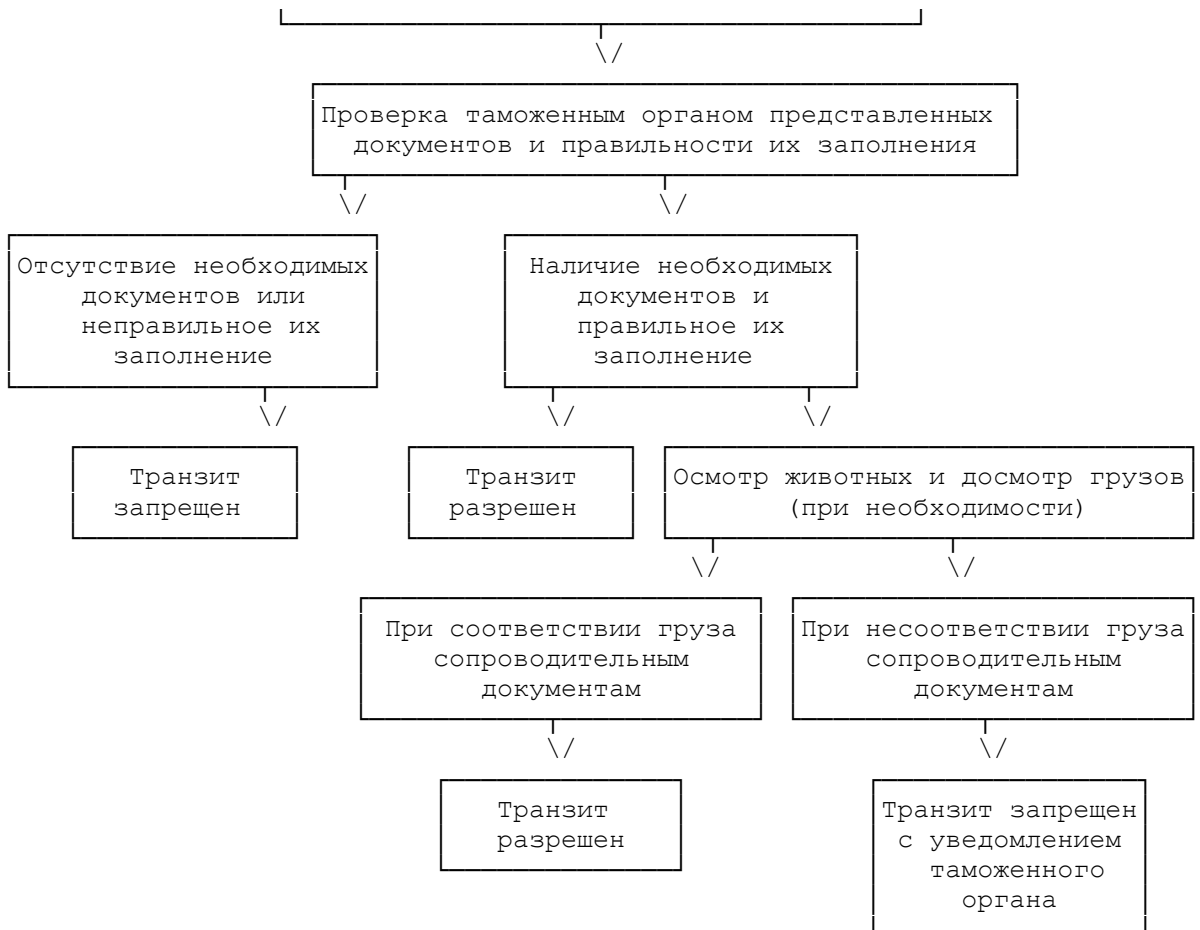 Проверка таможенным органом представленных
документов и правильности их заполнения
Отсутствие необходимых
документов или
неправильное их
заполнение
Наличие необходимых
документов и
правильное их
заполнение
Транзит
запрещен
Транзит
разрешен
Осмотр животных и досмотр грузов
(при необходимости)
При соответствии груза
сопроводительным
документам
При несоответствии груза
сопроводительным
документам
Транзит
разрешен
Транзит запрещен
с уведомлением
таможенного
органа